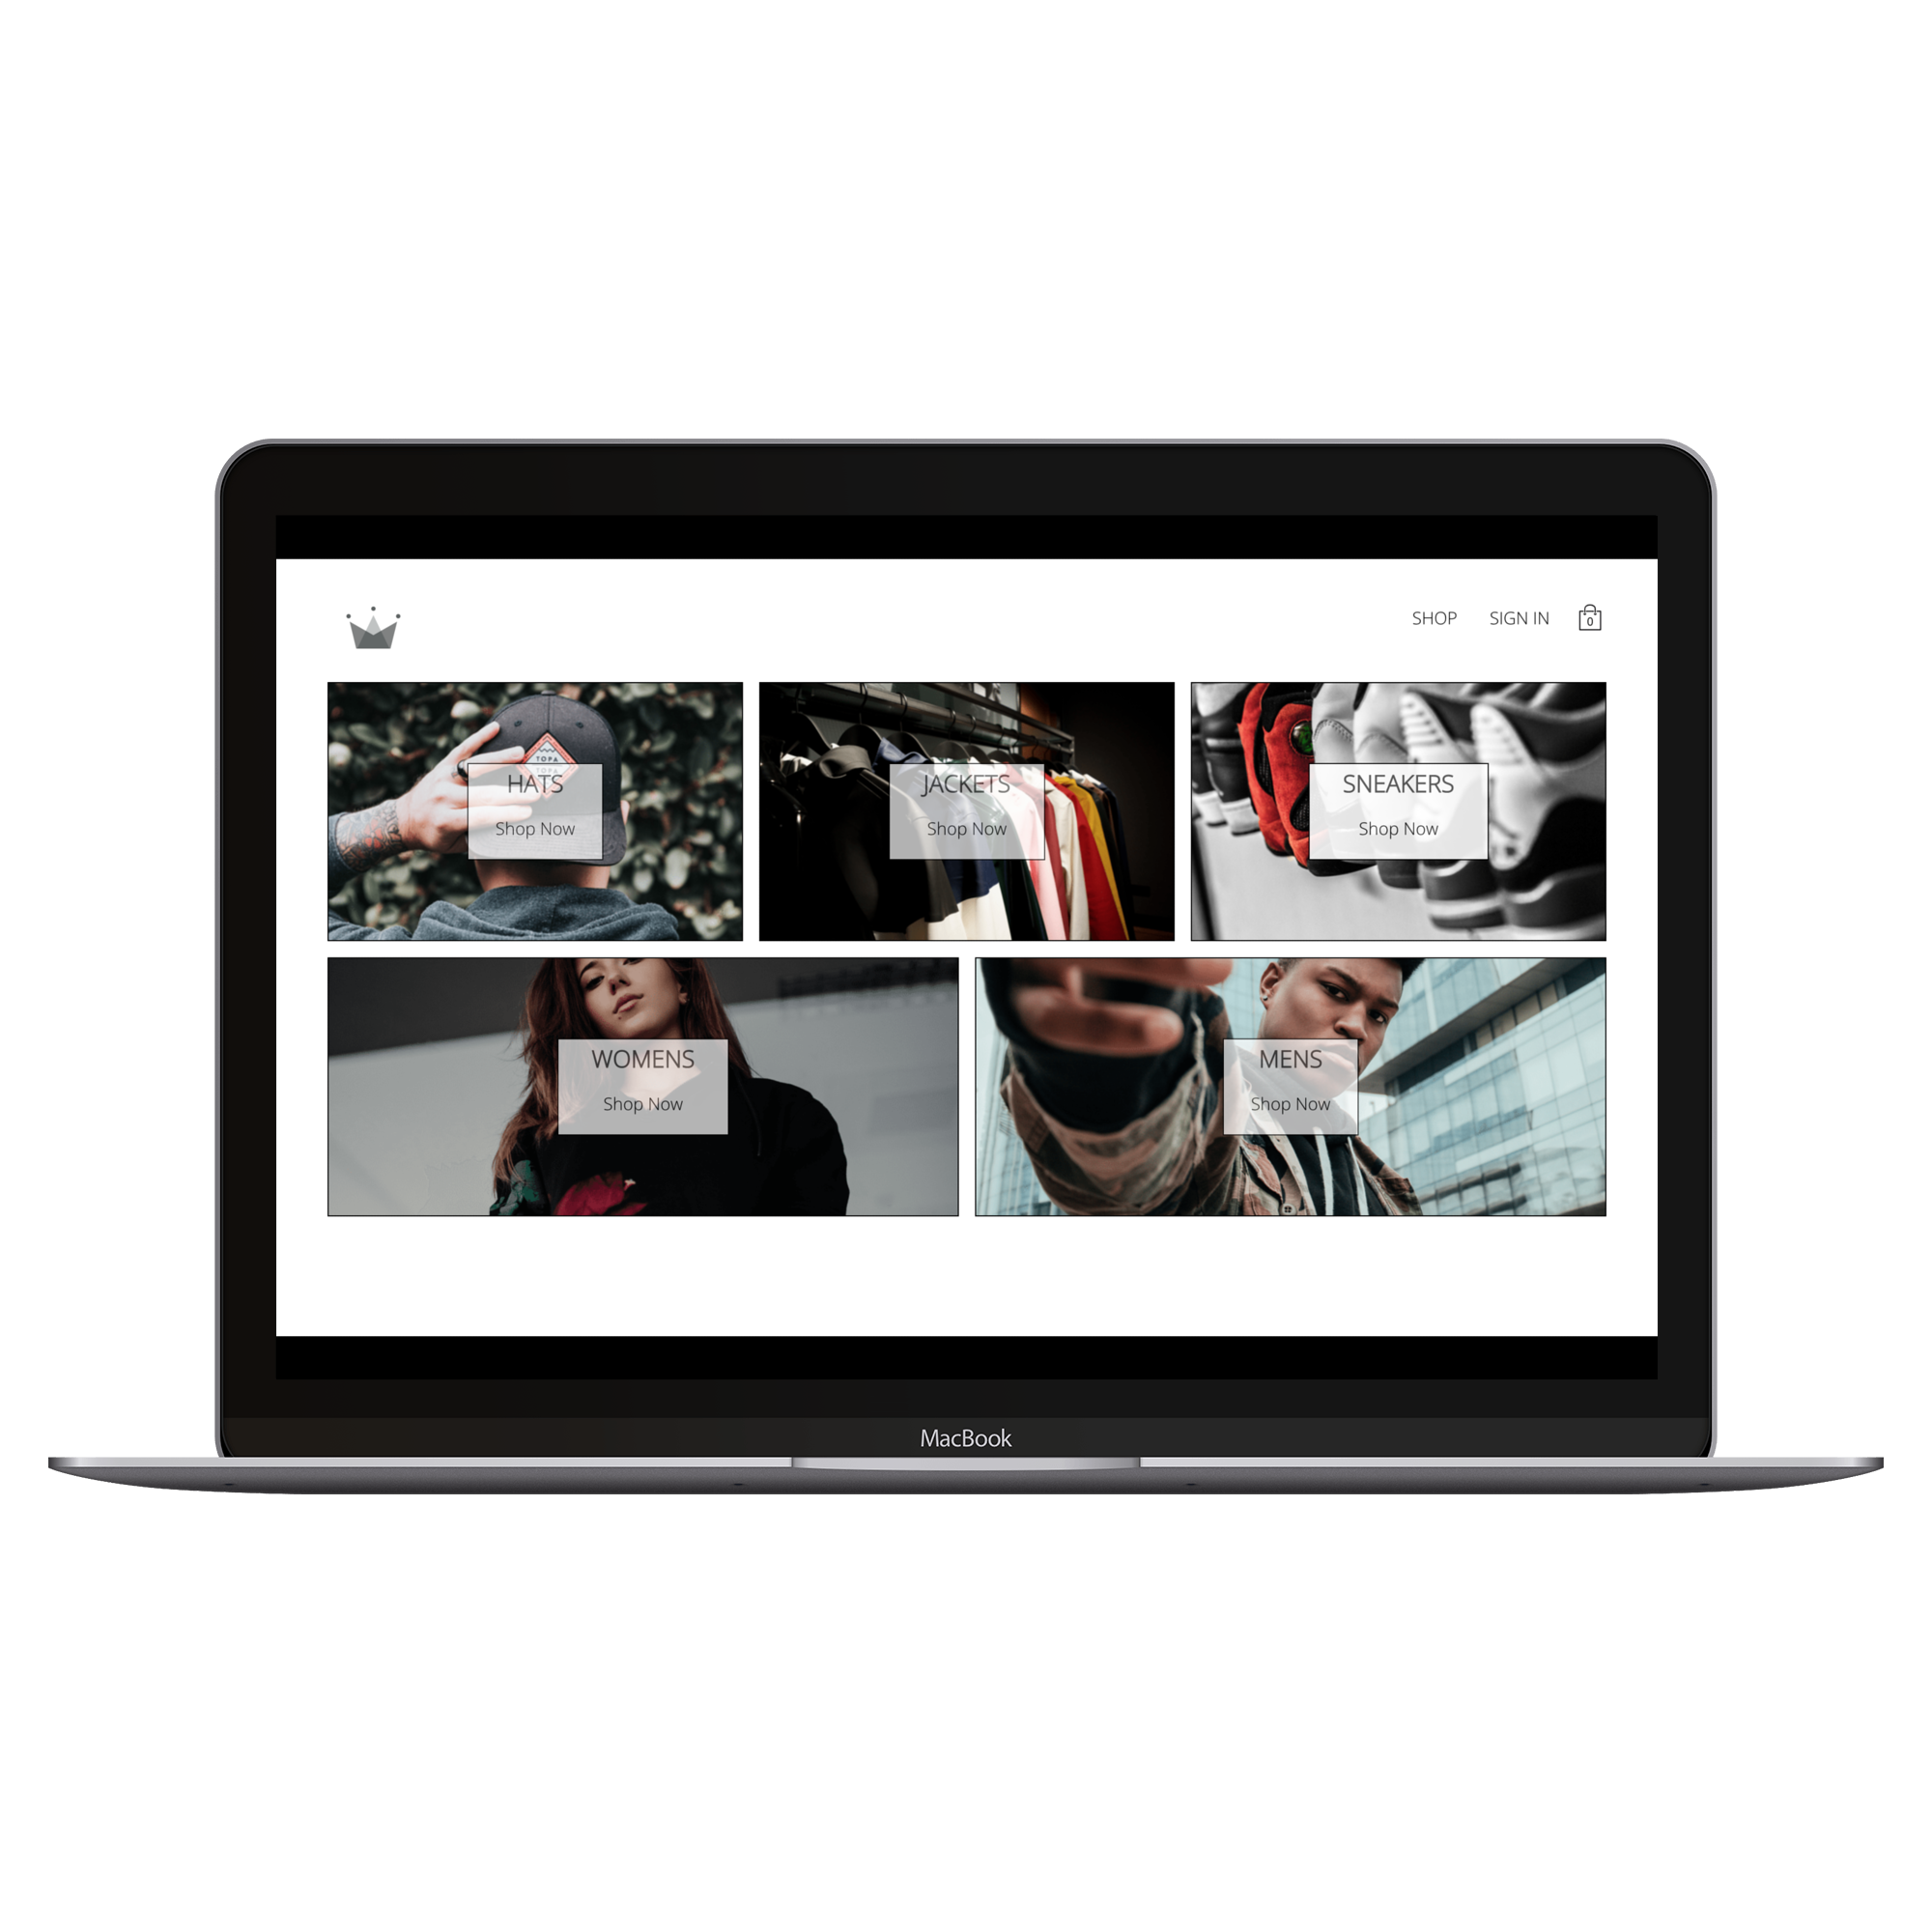 SHOP SIGN IN
0
TOPA
HATS
Shop Now
JACKETS
Shop Now
SNEAKERS
Shop Now
WOMENS
Shop Now
MENS
Shop Now
MacBook